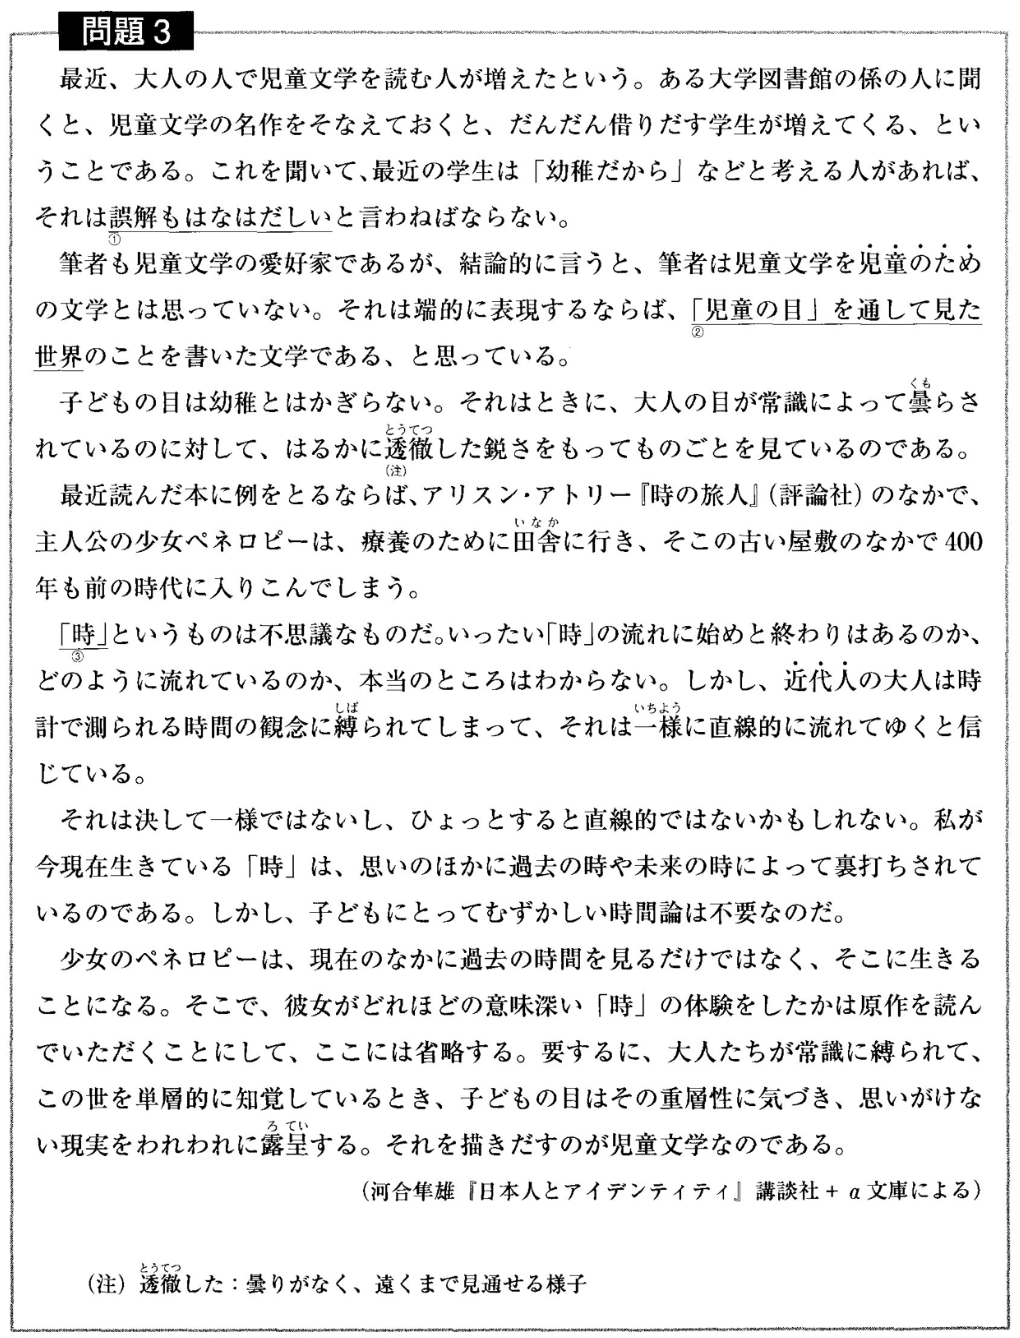 問題3
最近、大人の人で児童文学を読む人が増えたという。ある大学図書館の係の人に聞
くと、児童文学の名作をそなえておくと、だんだん借りだす学生が増えてくる、とい
うことである。これを聞いて、最近の学生は「幼稚だから」などと考える人があれば、
それは誤解もはなはだしいと言わねばならない。
①
筆者も児童文学の愛好家であるが、結論的に言うと、筆者は児童文学を児童のため
の文学とは思っていない。それは端的に表現するならば、「児童の目」を通して見た
②
世界のことを書いた文学である、と思っている。
くも
子どもの目は幼稚とはかぎらない。それはときに、大人の目が常識によって曇らさ
とうてつ
れているのに対して、はるかに透徹した鋭さをもってものごとを見ているのである。
(注)
最近読んだ本に例をとるならば、アリスン・アトリー『時の旅人』（評論社）のなかで、
いなか
主人公の少女ペネロピーは、療養のために田舎に行き、そこの古い屋敷のなかで400
年も前の時代に入りこんでしまう。
「時」というものは不思議なものだ。いったい「時」の流れに始めと終わりはあるのか、
③
どのように流れているのか、本当のところはわからない。しかし、近代人の大人は時
しば いちよう
計で測られる時間の観念に縛られてしまって、それは一様に直線的に流れてゆくと信
じている。
それは決して一様ではないし、ひょっとすると直線的ではないかもしれない。私が
今現在生きている「時」は、思いのほかに過去の時や未来の時によって裏打ちされて
いるのである。しかし、子どもにとってむずかしい時間論は不要なのだ。
少女のペネロピーは、現在のなかに過去の時間を見るだけではなく、そこに生きる
ことになる。そこで、彼女がどれほどの意味深い「時」の体験をしたかは原作を読ん
でいただくことにして、ここには省略する。要するに、大人たちが常識に縛られて、
この世を単層的に知覚しているとき、子どもの目はその重層性に気づき、思いがけな
ろてい
い現実をわれわれに露呈する。それを描きだすのが児童文学なのである。
（河合隼雄『日本人とアイデンティティ』講談社＋α文庫による）
とうてつ
（注）透徹した：曇りがなく、遠くまで見通せる様子